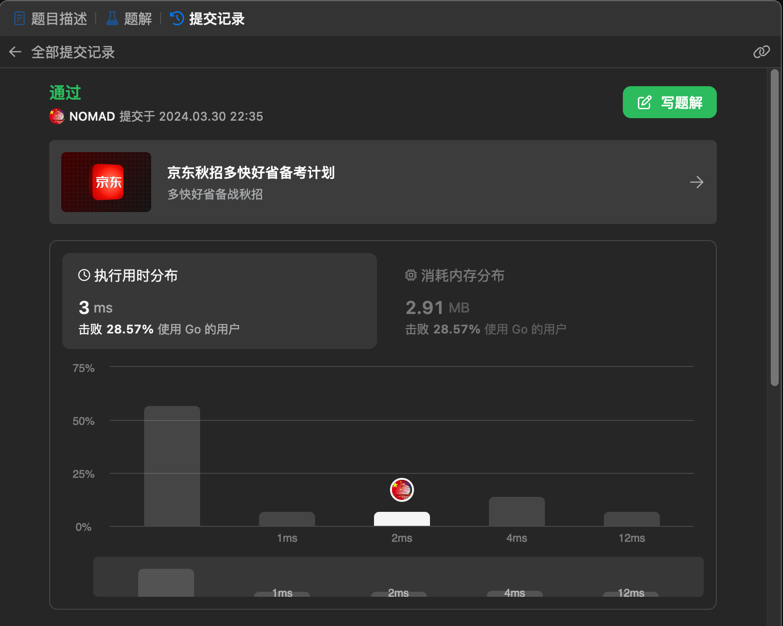 题目描述 题解 提交记录
全部提交记录
通过
NOMAD 提交于 2024.03.30 22:35
写题解
京东
京东秋招多快好省备考计划
多快好省备战秋招
执行用时分布
3 ms
击败 28.57% 使用 Go 的用户
消耗内存分布
2.91 MB
击败 28.57% 使用 Go 的用户
75%
50%
25%
0%
1ms 2ms 4ms 12ms
1ms 2ms 4ms 12ms